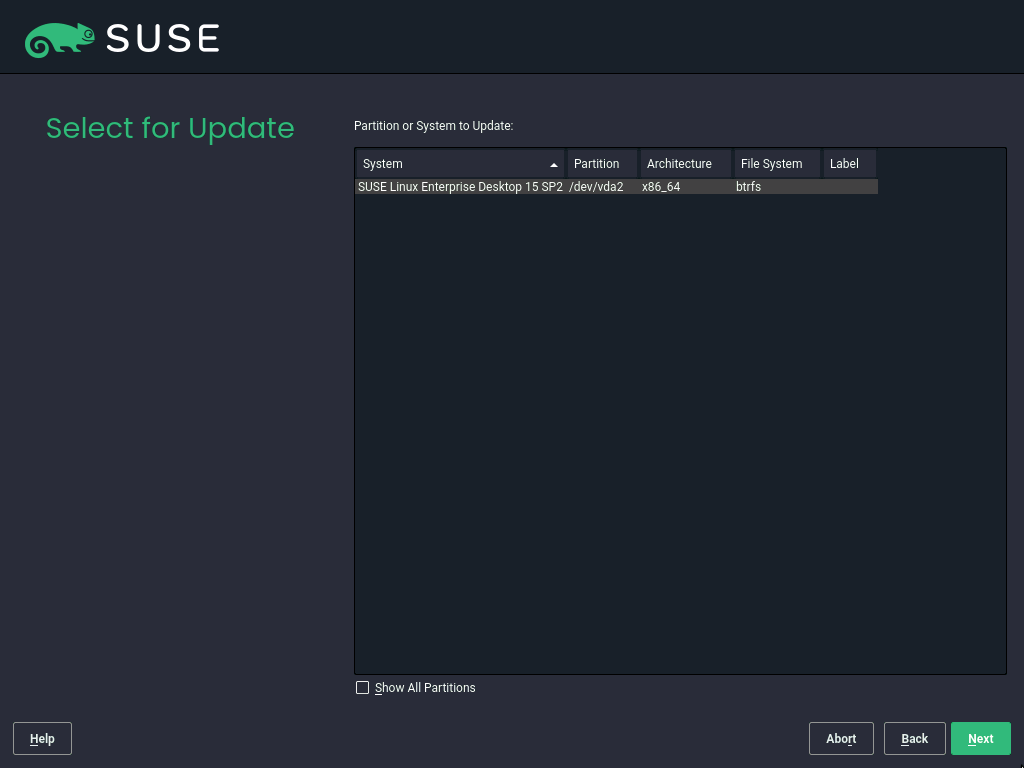 SUSE
Select for Update
Partition or System to Update:
System Partition Architecture File System Label
SUSE Linux Enterprise Desktop 15 SP2 /dev/vda2 x86_64 btrfs
Show All Partitions
Help Abort Back Next